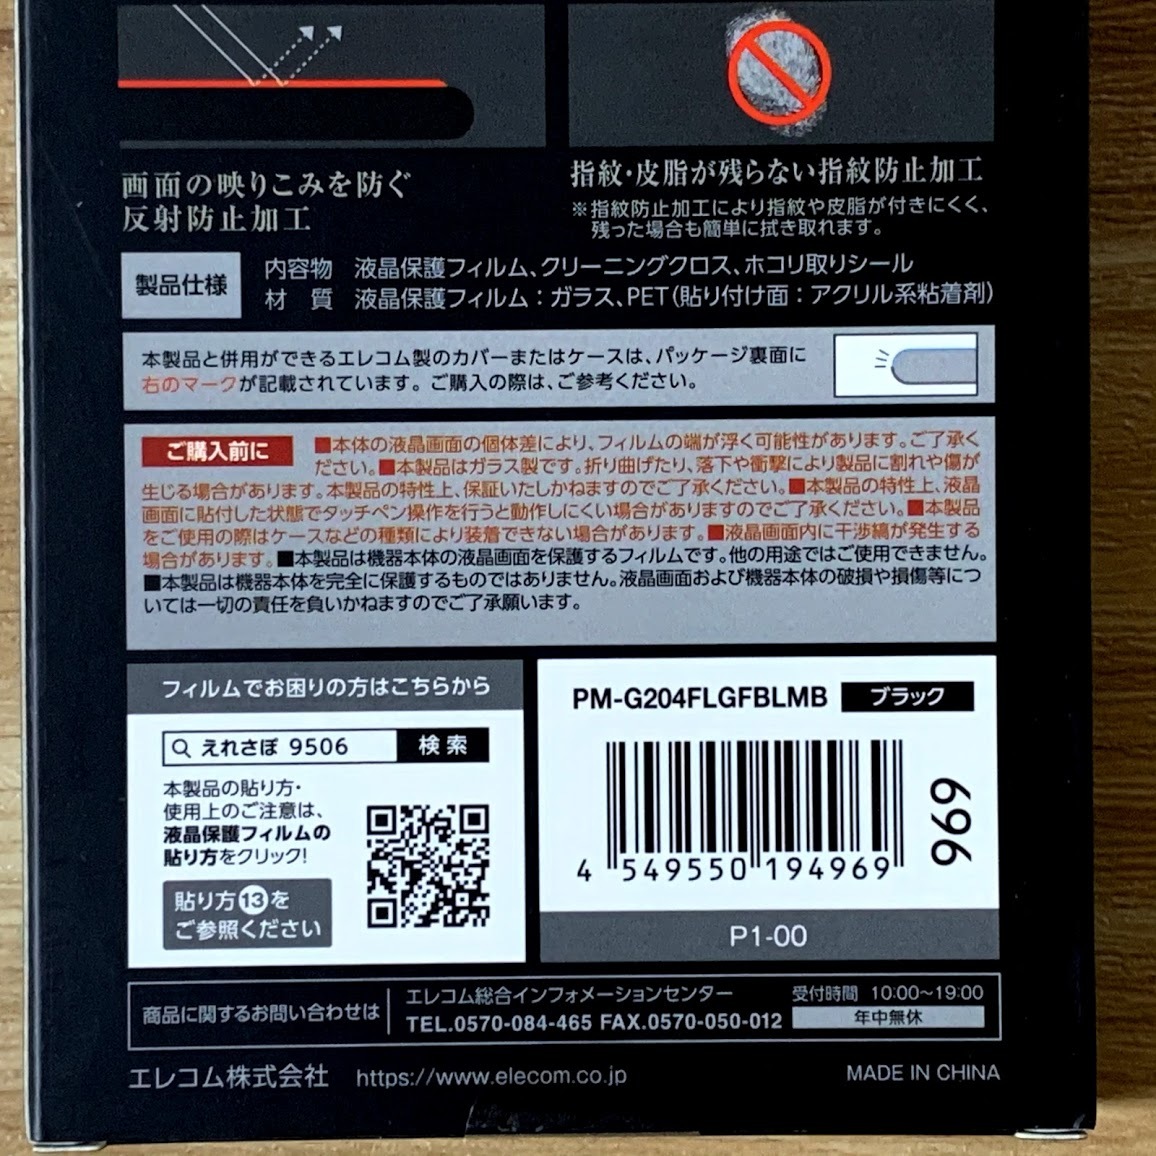 画面の映りこみを防ぐ
反射防止加工
指紋・皮脂が残らない指紋防止加工
※指紋防止加工により指紋や皮脂が付きにくく、
残った場合も簡単に拭き取れます。
製品仕様
内容物 液晶保護フィルム、クリーニングクロス、ホコリ取りシール
材 質 液晶保護フィルム：ガラス、PET（貼り付け面：アクリル系粘着剤）
本製品と併用ができるエレコム製のカバーまたはケースは、パッケージ裏面に
右のマークが記載されています。ご購入の際は、ご参考ください。
ご購入前に
■本体の液晶画面の個体差により、フィルムの端が浮く可能性があります。ご了承く
ださい。■本製品はガラス製です。折り曲げたり、落下や衝撃により製品に割れや傷が
生じる場合があります。本製品の特性上、保証いたしかねますのでご了承ください。■本製品の特性上、液晶
画面に貼付した状態でタッチペン操作を行うと動作しにくい場合がありますのでご了承ください。■本製品
をご使用の際はケースなどの種類により装着できない場合があります。■液晶画面内に干渉縞が発生する
場合があります。■本製品は機器本体の液晶画面を保護するフィルムです。他の用途ではご使用できません。
■本製品は機器本体を完全に保護するものではありません。液晶画面および機器本体の破損や損傷等につ
いては一切の責任を負いかねますのでご了承願います。
フィルムでお困りの方はこちらから
えれさぽ 9506 検索
本製品の貼り方・
使用上のご注意は、
液晶保護フィルムの
貼り方をクリック!
貼り方⑬を
ご参照ください
PM-G204FLGFBLMB ブラック
4 549550 194969
969
P1-00
商品に関するお問い合わせは
エレコム総合インフォメーションセンター
TEL.0570-084-465 FAX.0570-050-012
受付時間 10:00～19:00
年中無休
エレコム株式会社 https://www.elecom.co.jp
MADE IN CHINA